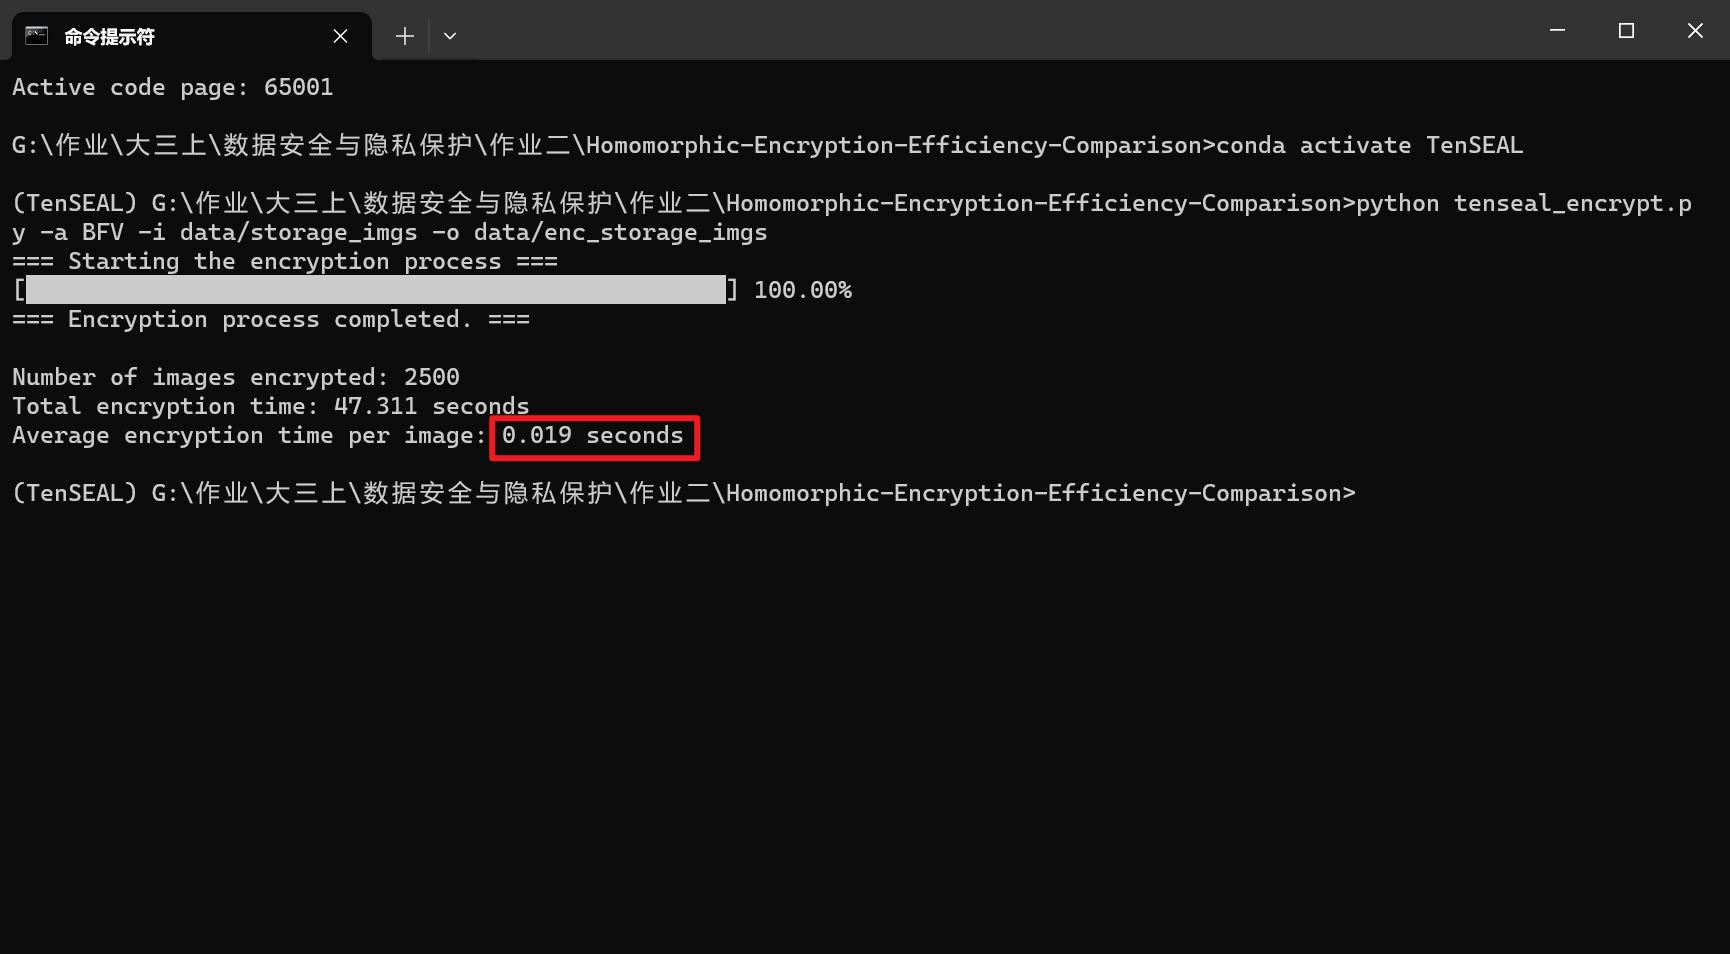 命令提示符
Active code page: 65001
G:\作业\大三上\数据安全与隐私保护\作业二\Homomorphic-Encryption-Efficiency-Comparison>conda activate TenSEAL
(TenSEAL) G:\作业\大三上\数据安全与隐私保护\作业二\Homomorphic-Encryption-Efficiency-Comparison>python tenseal_encrypt.p
y -a BFV -i data/storage_imgs -o data/enc_storage_imgs
=== Starting the encryption process ===
[██████████████████████████████████████████████████] 100.00%
=== Encryption process completed. ===
Number of images encrypted: 2500
Total encryption time: 47.311 seconds
Average encryption time per image: 0.019 seconds
(TenSEAL) G:\作业\大三上\数据安全与隐私保护\作业二\Homomorphic-Encryption-Efficiency-Comparison>